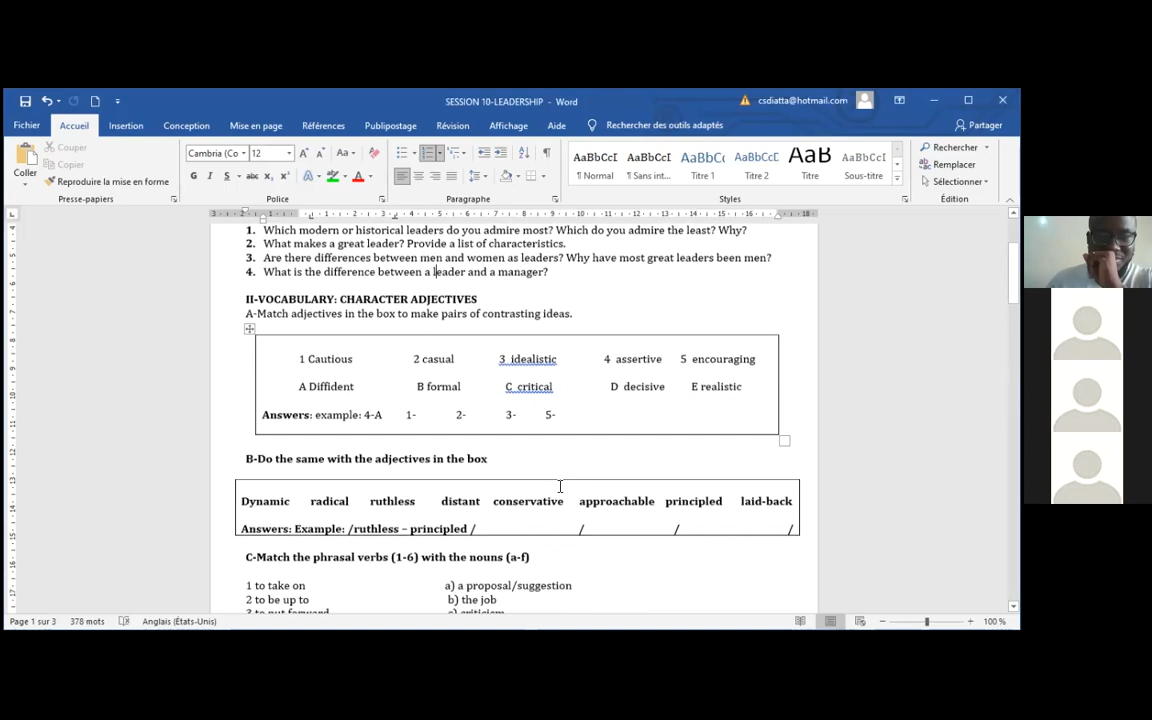 SESSION 10-LEADERSHIP - Word
csdiatta@hotmail.com
Fichier Accueil Insertion Conception Mise en page Références Publipostage Révision Affichage Aide Rechercher des outils adaptés Partager
Coller
Couper
Copier
Reproduire la mise en forme
Presse-papiers
Cambria (Co 12
Police
Paragraphe
AaBbCcI AaBbCcI AaBbCc AaBbCcI AaB AaBbCcI
¶ Normal ¶ Sans int... Titre 1 Titre 2 Titre Sous-titre
Styles
Rechercher
Remplacer
Sélectionner
Édition
1. Which modern or historical leaders do you admire most? Which do you admire the least? Why?
2. What makes a great leader? Provide a list of characteristics.
3. Are there differences between men and women as leaders? Why have most great leaders been men?
4. What is the difference between a leader and a manager?
II-VOCABULARY: CHARACTER ADJECTIVES
A-Match adjectives in the box to make pairs of contrasting ideas.
1 Cautious 2 casual 3 idealistic 4 assertive 5 encouraging
A Diffident B formal C critical D decisive E realistic
Answers: example: 4-A 1- 2- 3- 5-
B-Do the same with the adjectives in the box
Dynamic radical ruthless distant conservative approachable principled laid-back
Answers: Example: /ruthless – principled / / / /
C-Match the phrasal verbs (1-6) with the nouns (a-f)
1 to take on a) a proposal/suggestion
2 to be up to b) the job
3 to put forward c) criticism
Page 1 sur 3 378 mots Anglais (États-Unis) 100 %